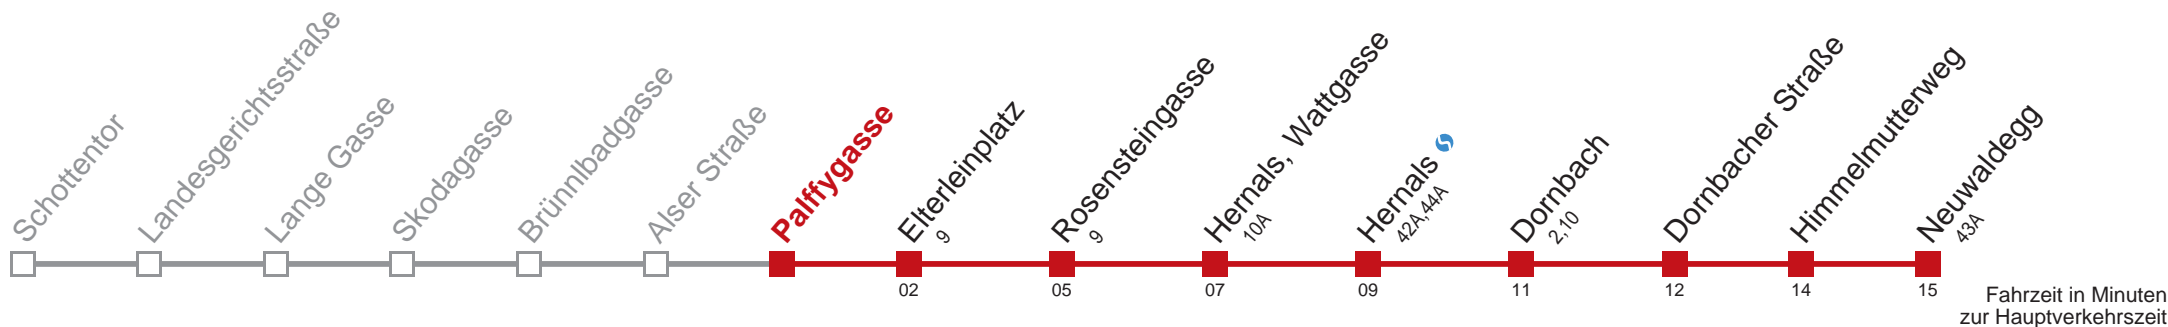 Schottentor
Landesgerichtsstraße
Lange Gasse
Skodagasse
Brünnlbadgasse
Alser Straße
Palffygasse
Elterleinplatz
9
Rosensteingasse
9
Hernals, Wattgasse
10A
Hernals
42A,44A
Dornbach
2,10
Dornbacher Straße
Himmelmutterweg
Neuwaldegg
43A
02
05
07
09
11
12
14
15
Fahrzeit in Minuten
zur Hauptverkehrszeit